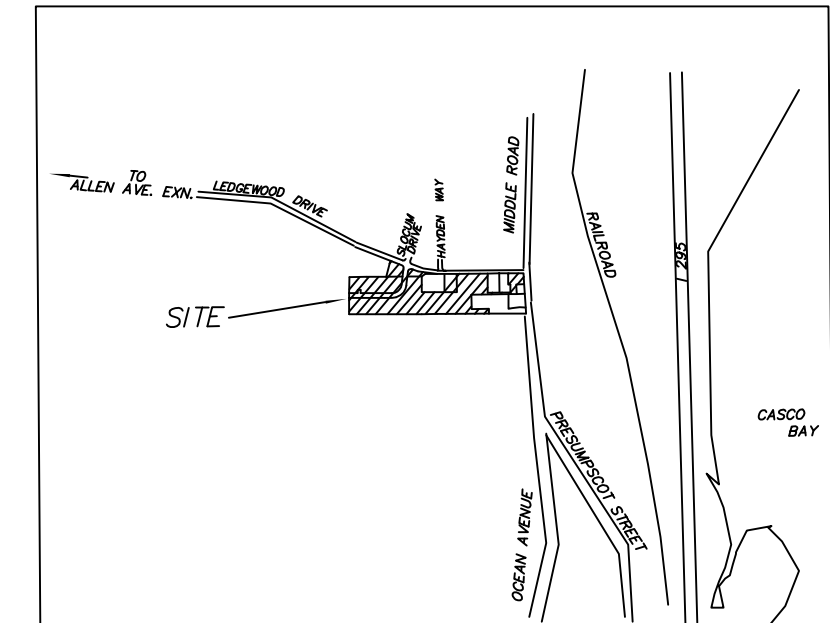 TO
ALLEN AVE. EXN.
LEDGEWOOD DRIVE
SLOCUM
DRIVE
HAYDEN WAY
MIDDLE ROAD
RAILROAD
I 295
SITE
CASCO
BAY
PRESUMPSCOT STREET
OCEAN AVENUE